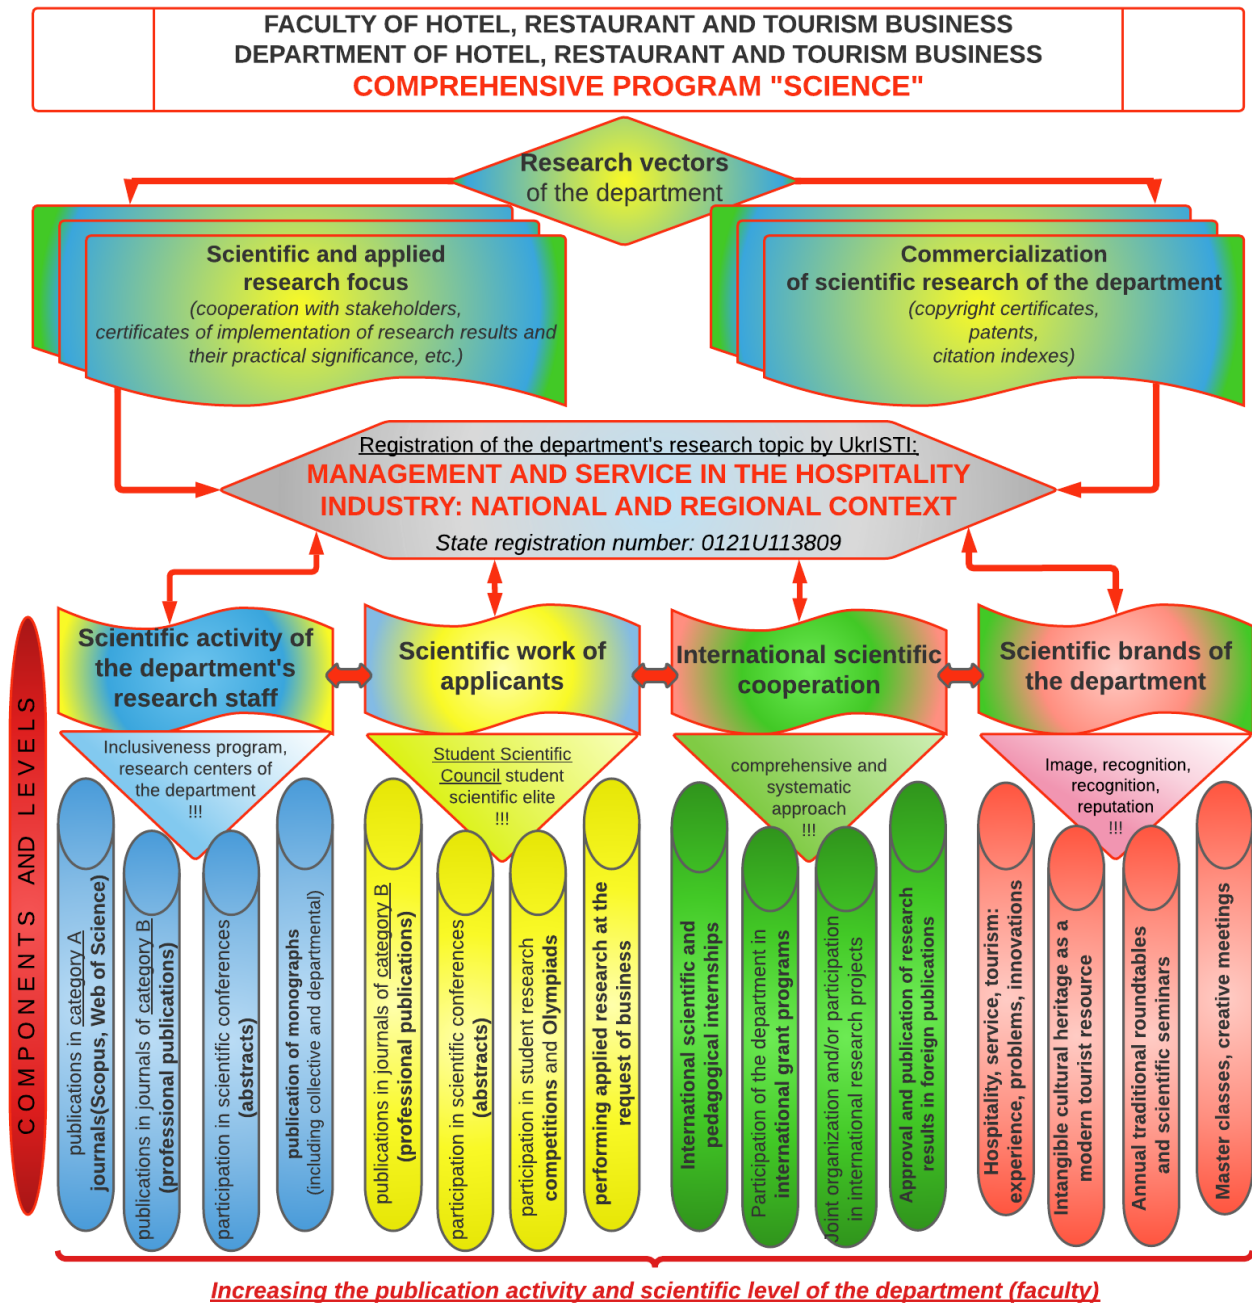 FACULTY OF HOTEL, RESTAURANT AND TOURISM BUSINESS
DEPARTMENT OF HOTEL, RESTAURANT AND TOURISM BUSINESS
COMPREHENSIVE PROGRAM "SCIENCE"
Research vectors
of the department
Scientific and applied
research focus
(cooperation with stakeholders,
certificates of implementation of research results and
their practical significance, etc.)
Commercialization
of scientific research of the department
(copyright certificates,
patents,
citation indexes)
Registration of the department's research topic by UkrISTI:
MANAGEMENT AND SERVICE IN THE HOSPITALITY
INDUSTRY: NATIONAL AND REGIONAL CONTEXT
State registration number: 0121U113809
COMPONENTS AND LEVELS
Scientific activity of
the department's
research staff
Inclusiveness program,
research centers of
the department
!!!
publications in category A
journals(Scopus, Web of Science)
publications in journals of category B
(professional publications)
participation in scientific conferences
(abstracts)
publication of monographs
(including collective and departmental)
Scientific work of
applicants
Student Scientific
Council student
scientific elite
!!!
publications in journals of category B
(professional publications)
participation in scientific conferences
(abstracts)
participation in student research
competitions and Olympiads
performing applied research at the
request of business
International scientific
cooperation
comprehensive and
systematic
approach
!!!
International scientific and
pedagogical internships
Participation of the department in
international grant programs
Joint organization and/or participation
in international research projects
Approval and publication of research
results in foreign publications
Scientific brands of
the department
Image, recognition,
recognition,
reputation
!!!
Hospitality, service, tourism:
experience, problems, innovations
Intangible cultural heritage as a
modern tourist resource
Annual traditional roundtables
and scientific seminars
Master classes, creative meetings
Increasing the publication activity and scientific level of the department (faculty)